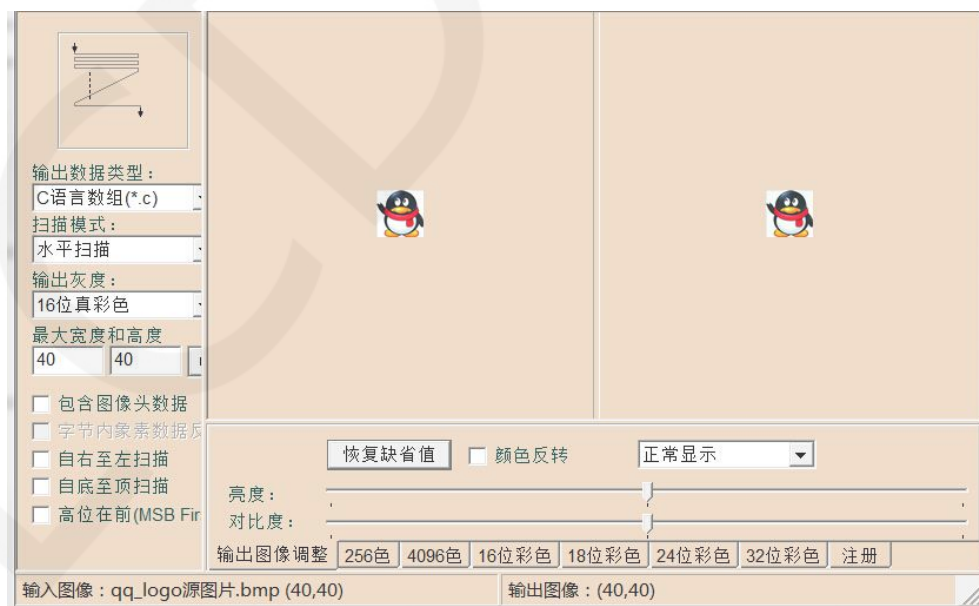 输出数据类型：
C语言数组(*.c)
扫描模式：
水平扫描
输出灰度：
16位真彩色
最大宽度和高度
40 40
包含图像头数据
字节内象素数据反
自右至左扫描
自底至顶扫描
高位在前(MSB Fir
恢复缺省值 颜色反转 正常显示
亮度：
对比度：
输出图像调整 256色 4096色 16位彩色 18位彩色 24位彩色 32位彩色 注册
输入图像：qq_logo源图片.bmp (40,40) 输出图像：(40,40)